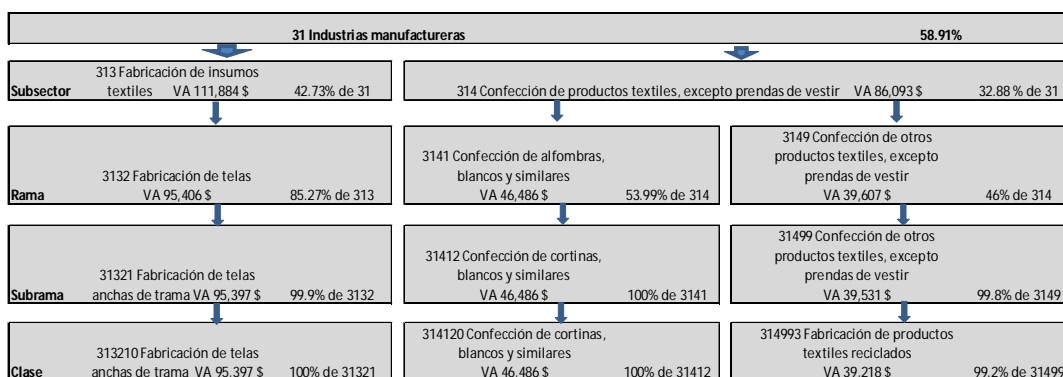 31 Industrias manufactureras 58.91%
313 Fabricación de insumos
Subsector textiles VA 111,884 $ 42.73% de 31
314 Confección de productos textiles, excepto prendas de vestir VA 86,093 $ 32.88 % de 31
3132 Fabricación de telas
Rama VA 95,406 $ 85.27% de 313
3141 Confección de alfombras,
blancos y similares
VA 46,486 $ 53.99% de 314
3149 Confección de otros
productos textiles, excepto
prendas de vestir
VA 39,607 $ 46% de 314
31321 Fabricación de telas
Subrama anchas de trama VA 95,397 $ 99.9% de 3132
31412 Confección de cortinas,
blancos y similares
VA 46,486 $ 100% de 3141
31499 Confección de otros
productos textiles, excepto
prendas de vestir
VA 39,531 $ 99.8% de 3149
313210 Fabricación de telas
Clase anchas de trama VA 95,397 $ 100% de 31321
314120 Confección de cortinas,
blancos y similares
VA 46,486 $ 100% de 31412
314993 Fabricación de productos
textiles reciclados
VA 39,218 $ 99.2% de 31499